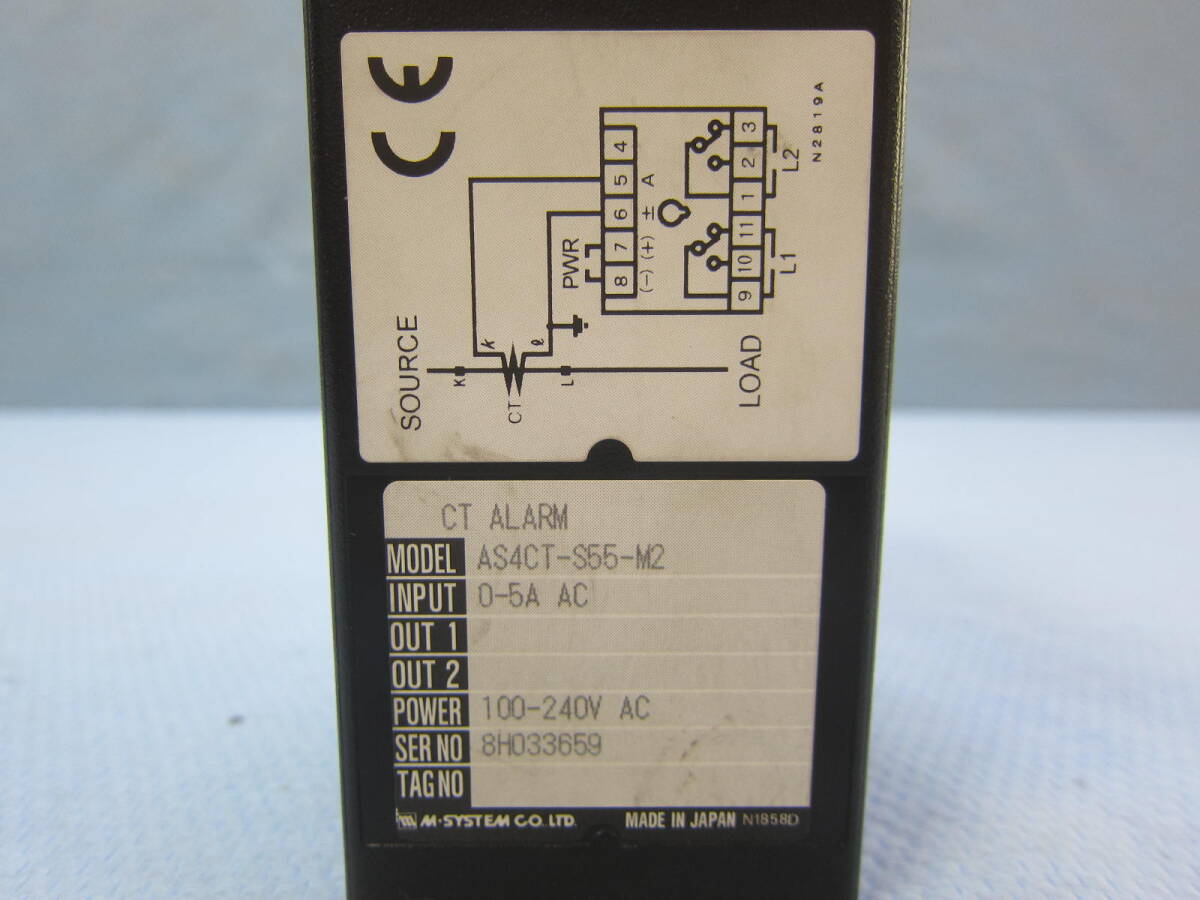 CE
SOURCE
K
CT
L
LOAD
k
ℓ
PWR
8 7 6 5 4
(−) (+) ± A
9 10 11 1 2 3
L1 L2
N2819A
CT ALARM
MODEL AS4CT-S55-M2
INPUT 0-5A AC
OUT 1
OUT 2
POWER 100-240V AC
SER NO 8H033659
TAG NO
M-SYSTEM CO., LTD. MADE IN JAPAN N1858D